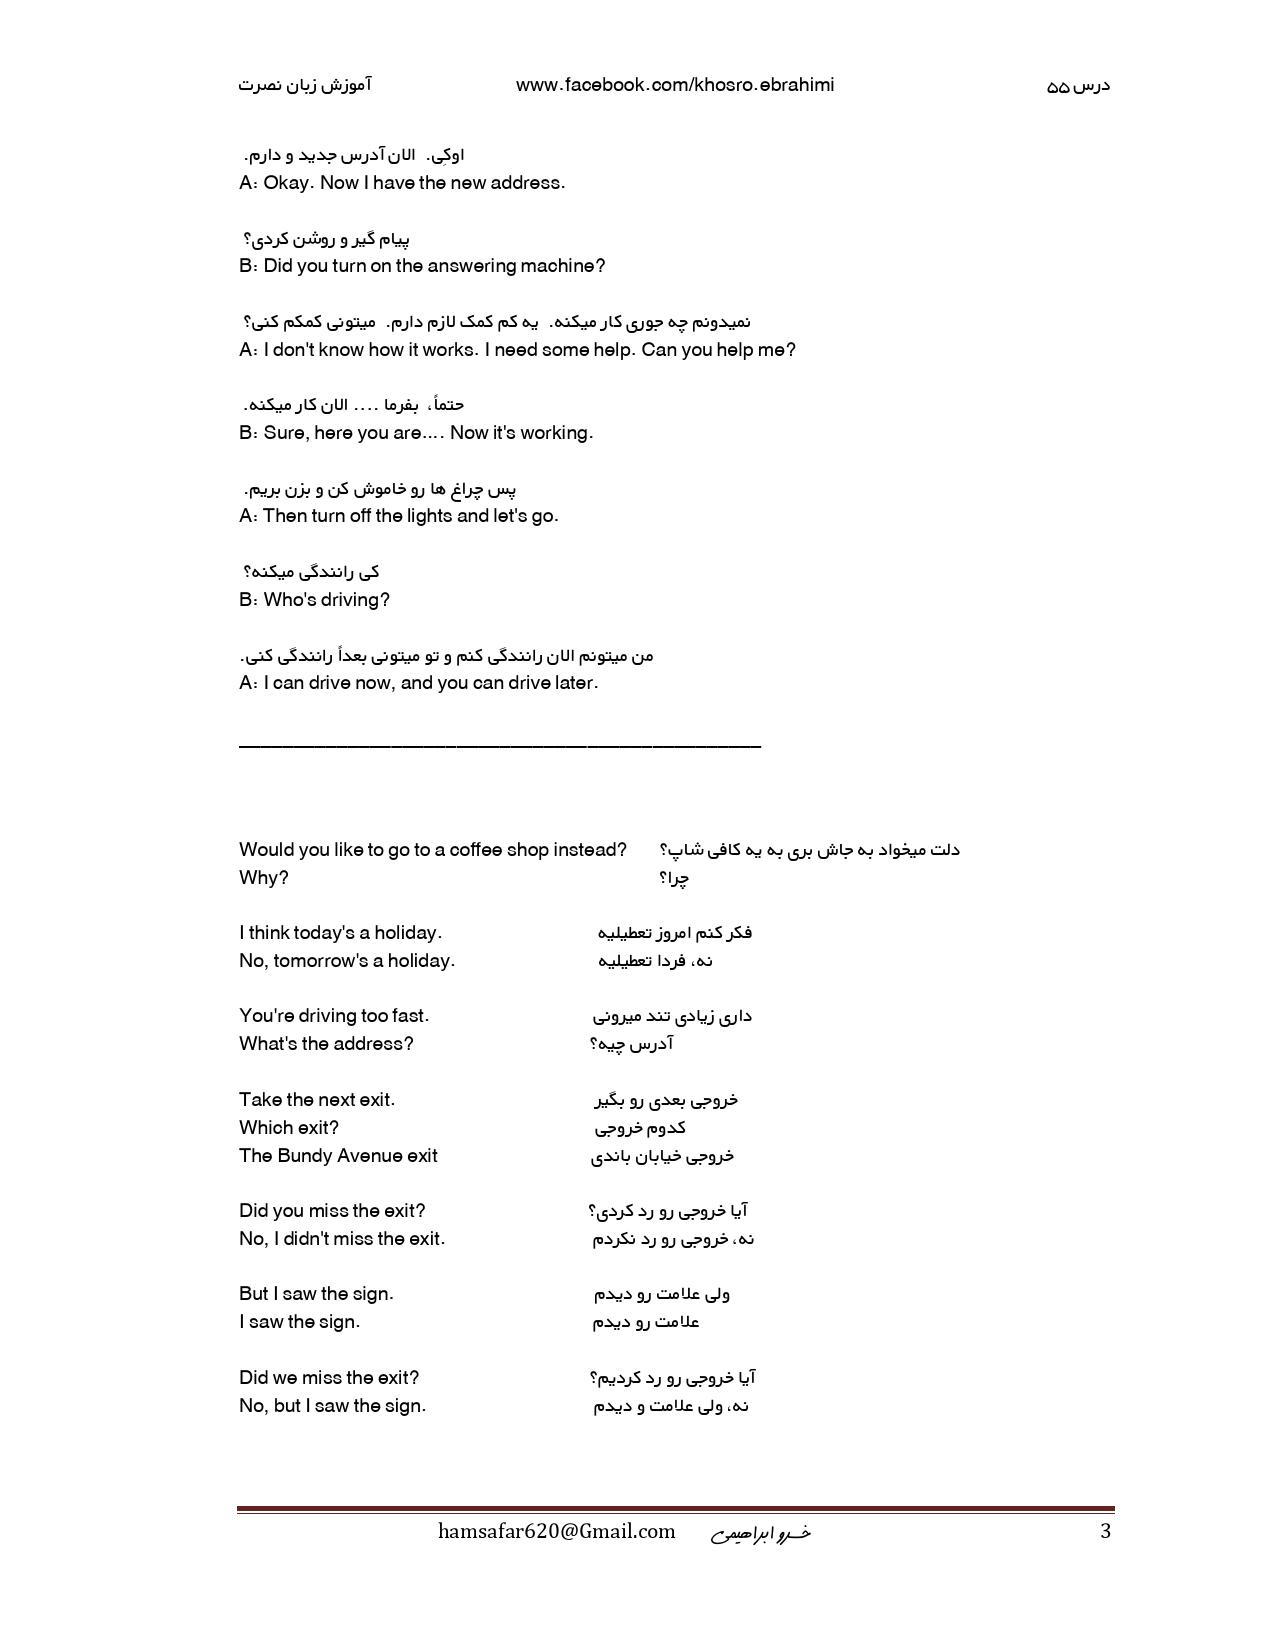 آموزش زبان نصرت www.facebook.com/khosro.ebrahimi درس ۵۵
اوکِی. الان آدرس جدید و دارم.
A: Okay. Now I have the new address.
پیام گیر و روشن کردی؟
B: Did you turn on the answering machine?
نمیدونم چه جوری کار میکنه. یه کم کمک لازم دارم. میتونی کمکم کنی؟
A: I don't know how it works. I need some help. Can you help me?
حتماً، بفرما .... الان کار میکنه.
B: Sure, here you are.... Now it's working.
پس چراغ ها رو خاموش کن و بزن بریم.
A: Then turn off the lights and let's go.
کی رانندگی میکنه؟
B: Who's driving?
من میتونم الان رانندگی کنم و تو میتونی بعداً رانندگی کنی.
A: I can drive now, and you can drive later.
Would you like to go to a coffee shop instead? دلت میخواد به جاش بری به یه کافی شاپ؟
Why? چرا؟
I think today's a holiday. فکر کنم امروز تعطیلیه
No, tomorrow's a holiday. نه، فردا تعطیلیه
You're driving too fast. داری زیادی تند میرونی
What's the address? آدرس چیه؟
Take the next exit. خروجی بعدی رو بگیر
Which exit? کدوم خروجی
The Bundy Avenue exit خروجی خیابان باندی
Did you miss the exit? آیا خروجی رو رد کردی؟
No, I didn't miss the exit. نه، خروجی رو رد نکردم
But I saw the sign. ولی علامت رو دیدم
I saw the sign. علامت رو دیدم
Did we miss the exit? آیا خروجی رو رد کردیم؟
No, but I saw the sign. نه، ولی علامت و دیدم
hamsafar620@Gmail.com خسرو ابراهیمی 3